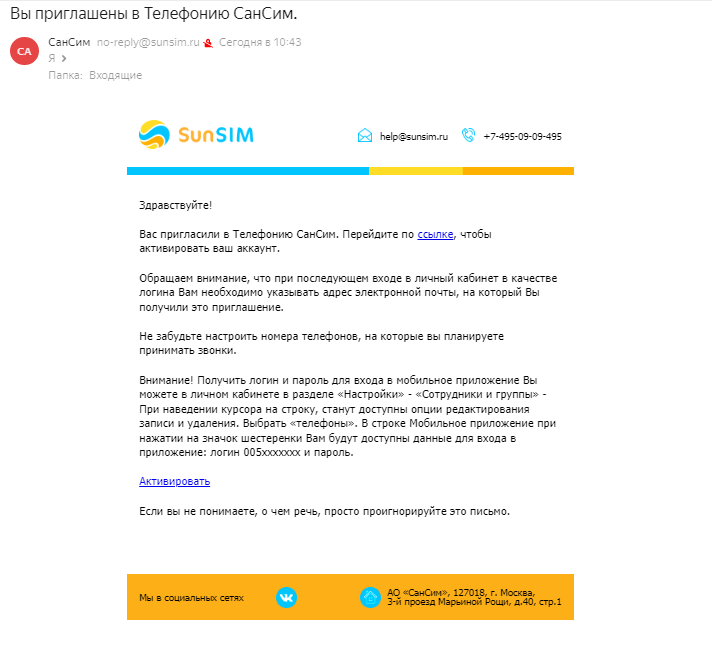 Вы приглашены в Телефонию СанСим.
СА
СанСим no-reply@sunsim.ru Сегодня в 10:43
Я
Папка: Входящие
SunSIM
help@sunsim.ru
+7-495-09-09-495
Здравствуйте!
Вас пригласили в Телефонию СанСим. Перейдите по ссылке, чтобы
активировать ваш аккаунт.
Обращаем внимание, что при последующем входе в личный кабинет в качестве
логина Вам необходимо указывать адрес электронной почты, на который Вы
получили это приглашение.
Не забудьте настроить номера телефонов, на которые вы планируете
принимать звонки.
Внимание! Получить логин и пароль для входа в мобильное приложение Вы
можете в личном кабинете в разделе «Настройки» - «Сотрудники и группы» -
При наведении курсора на строку, станут доступны опции редактирования
записи и удаления. Выбрать «телефоны». В строке Мобильное приложение при
нажатии на значок шестеренки Вам будут доступны данные для входа в
приложение: логин 005xxxxxxx и пароль.
Активировать
Если вы не понимаете, о чем речь, просто проигнорируйте это письмо.
Мы в социальных сетях
АО «СанСим», 127018, г. Москва,
3-й проезд Марьиной Рощи, д.40, стр.1